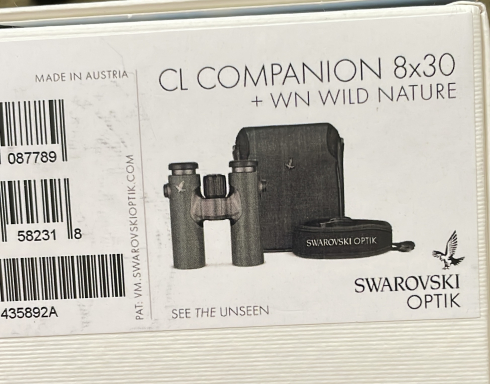 MADE IN AUSTRIA
CL COMPANION 8x30
+ WN WILD NATURE
087789
58231 8
435892A
PAT: VM.SWAROVSKIOPTIK.COM
SWAROVSKI OPTIK
SEE THE UNSEEN
SWAROVSKI
OPTIK